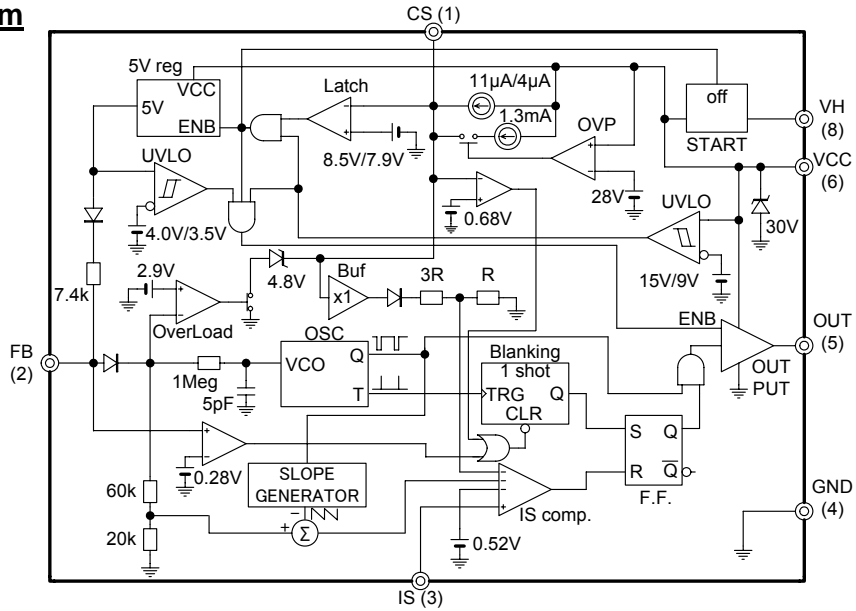 m
CS (1)
5V reg
VCC
5V
ENB
Latch
11µA/4µA
1.3mA
OVP
off
START
VH
(8)
VCC
(6)
8.5V/7.9V
UVLO
4.0V/3.5V
0.68V
28V
UVLO
30V
15V/9V
2.9V
7.4k
OverLoad
4.8V
Buf
x1
3R
R
ENB
OUT
(5)
OUT
PUT
FB
(2)
1Meg
5pF
OSC
VCO
Q
T
Blanking
1 shot
TRG
Q
CLR
S
Q
R
Q
F.F.
0.28V
SLOPE
GENERATOR
60k
20k
+
−
Σ
IS comp.
0.52V
GND
(4)
IS (3)